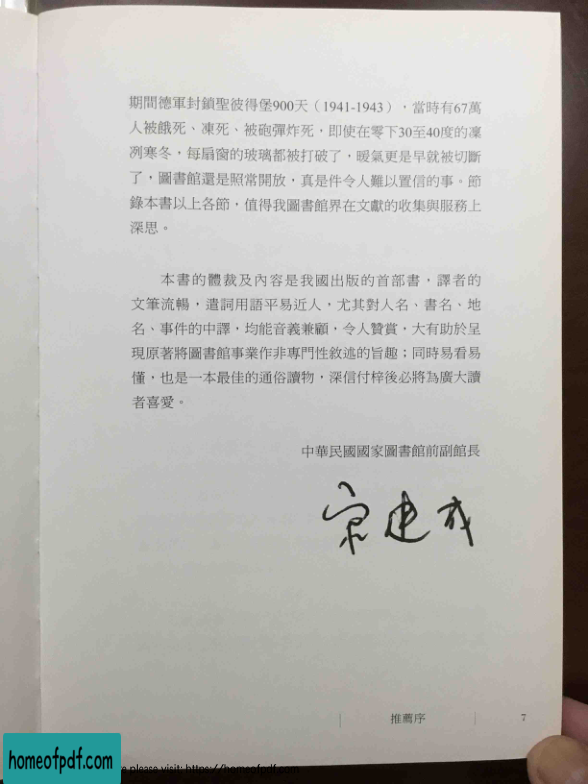 期間德軍封鎖聖彼得堡900天（1941-1943），當時有67萬
人被餓死、凍死、被砲彈炸死，即使在零下30至40度的凜
冽寒冬，每扇窗的玻璃都被打破了，暖氣更是早就被切斷
了，圖書館還是照常開放，真是件令人難以置信的事。節
錄本書以上各節，值得我圖書館界在文獻的收集與服務上
深思。
本書的體裁及內容是我國出版的首部書，譯者的
文筆流暢，遣詞用語平易近人，尤其對人名、書名、地
名、事件的中譯，均能音義兼顧，令人贊賞，大有助於呈
現原著將圖書館事業作非專門性敘述的旨趣；同時易看易
懂，也是一本最佳的通俗讀物，深信付梓後必將為廣大讀
者喜愛。
中華民國國家圖書館前副館長
宋建成
推薦序 7
homeofpdf.com
e please visit: https://homeofpdf.com